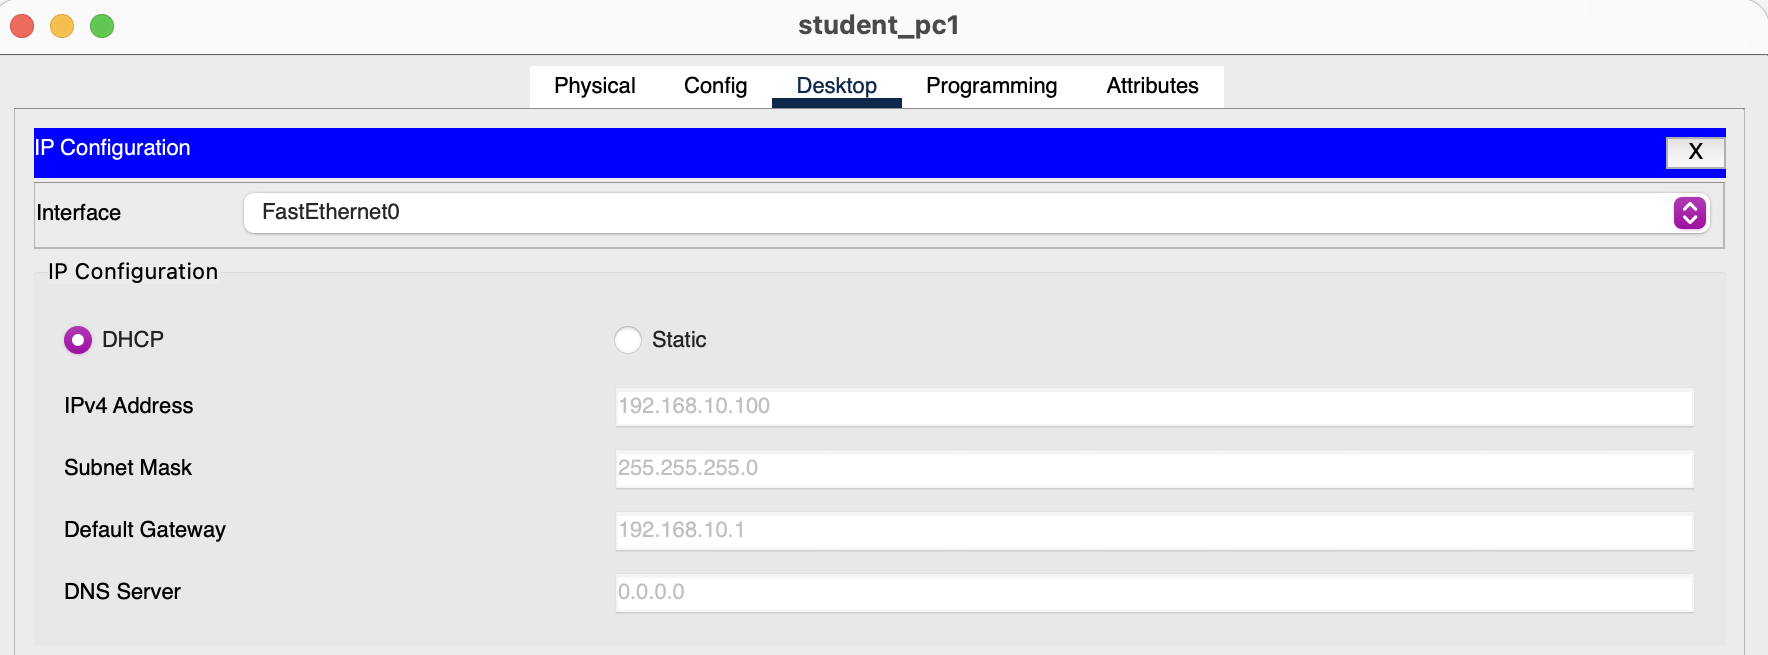 student_pc1
Physical Config Desktop Programming Attributes
IP Configuration X
Interface FastEthernet0
IP Configuration
DHCP Static
IPv4 Address 192.168.10.100
Subnet Mask 255.255.255.0
Default Gateway 192.168.10.1
DNS Server 0.0.0.0